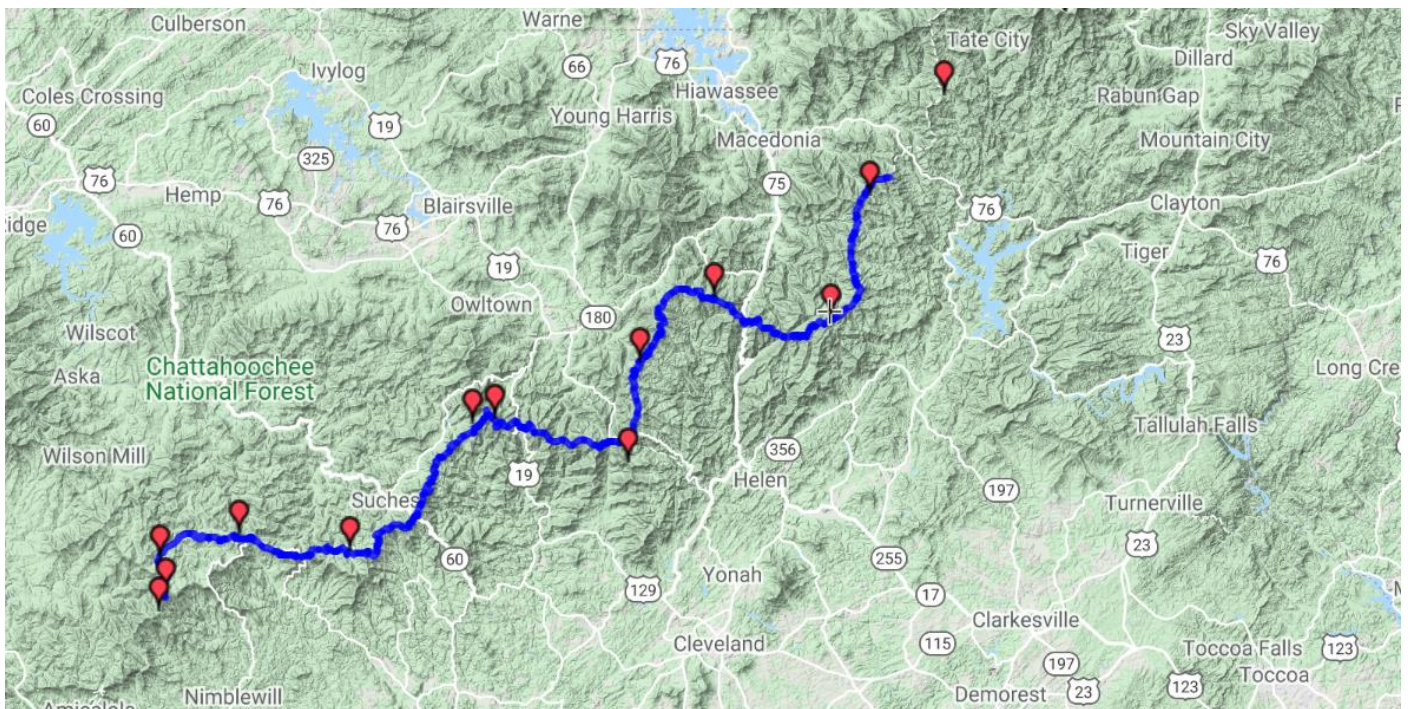 Culberson
Warne
Tate City
Sky Valley
Ivylog
66
76
Dillard
Coles Crossing
Hiawassee
Rabun Gap
60
19
Young Harris
Macedonia
Mountain City
325
76
Hemp
76
75
Blairsville
76
Clayton
idge
60
76
Tiger
19
76
Owltown
180
Wilscot
23
Chattahoochee
National Forest
Aska
Long Cre
Tallulah Falls
Wilson Mill
356
19
Helen
197
Suches
Turnerville
60
255
23
Yonah
129
17
Clarkesville
Cleveland
115
Toccoa Falls
123
197
Toccoa
Nimblewill
Demorest
23
123